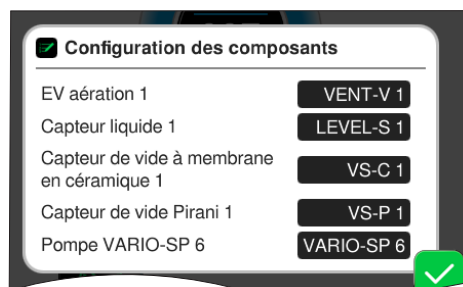 Configuration des composants
EV aération 1 VENT-V 1
Capteur liquide 1 LEVEL-S 1
Capteur de vide à membrane
en céramique 1 VS-C 1
Capteur de vide Pirani 1 VS-P 1
Pompe VARIO-SP 6 VARIO-SP 6